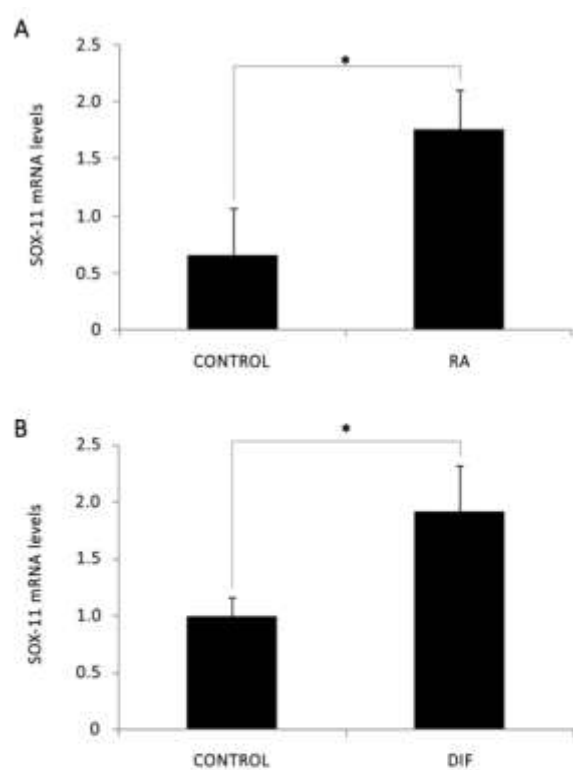 A
SOX-11 mRNA levels
2.5
2.0
1.5
1.0
0.5
0
*
CONTROL RA
B
SOX-11 mRNA levels
2.5
2.0
1.5
1.0
0.5
0
*
CONTROL DIF